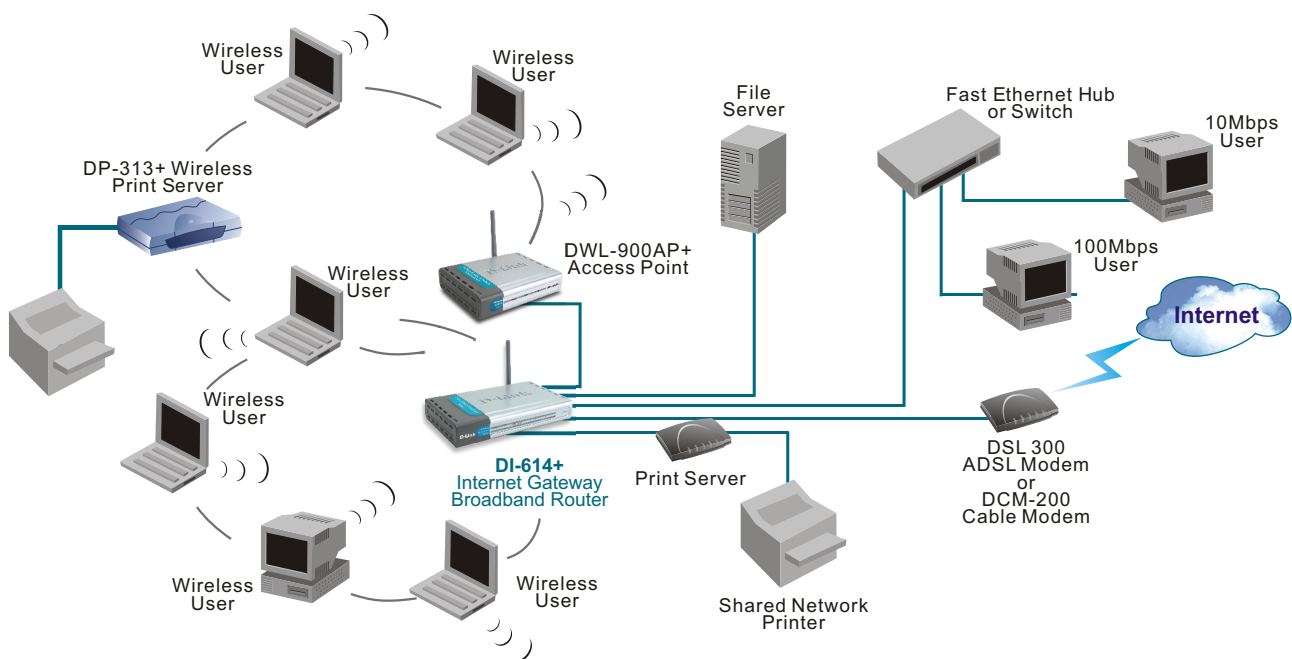 Wireless
User
Wireless
User
File
Server
Fast Ethernet Hub
or Switch
10Mbps
User
DP-313+ Wireless
Print Server
DWL-900AP+
Access Point
100Mbps
User
Wireless
User
Internet
D-Link
Wireless
User
D-Link
DI-614+
Internet Gateway
Broadband Router
Print Server
DSL 300
ADSL Modem
or
DCM-200
Cable Modem
Wireless
User
Wireless
User
Shared Network
Printer